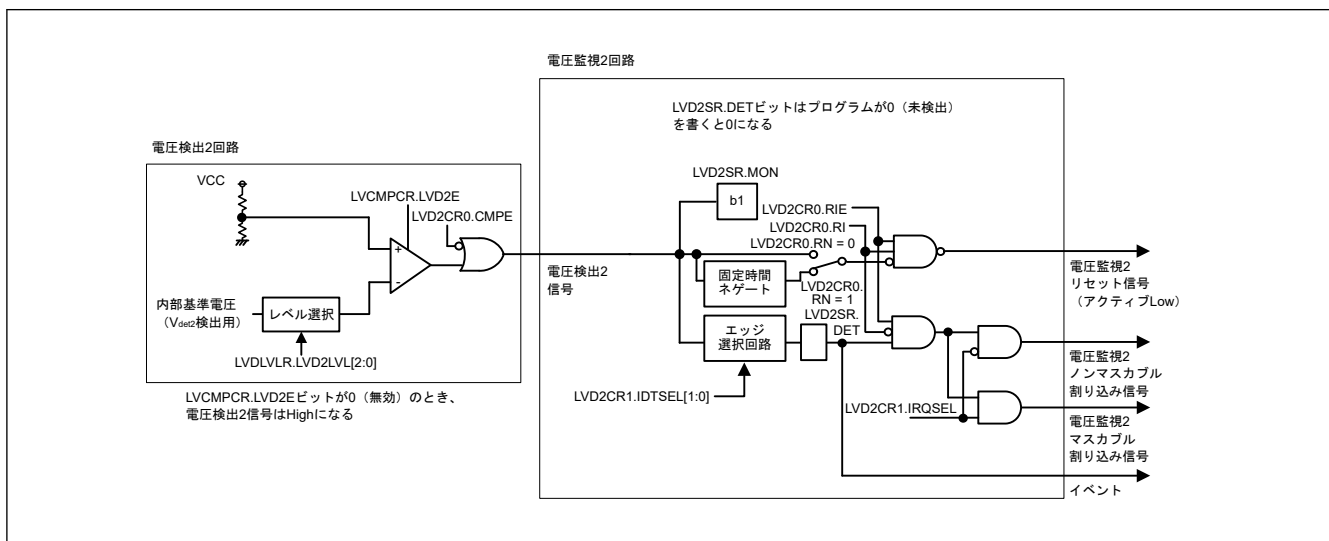 電圧監視2回路
LVD2SR.DETビットはプログラムが0（未検出）
を書くと0になる
電圧検出2回路
VCC
LVCMPCR.LVD2E
LVD2CR0.CMPE
+
-
内部基準電圧
（Vdet2検出用）
レベル選択
LVDLVLR.LVD2LVL[2:0]
LVCMPCR.LVD2Eビットが0（無効）のとき、
電圧検出2信号はHighになる
電圧検出2
信号
LVD2SR.MON
b1
LVD2CR0.RIE
LVD2CR0.RI
LVD2CR0.RN = 0
固定時間
ネゲート
LVD2CR0.
RN = 1
LVD2SR.
DET
エッジ
選択回路
LVD2CR1.IDTSEL[1:0]
LVD2CR1.IRQSEL
電圧監視2
リセット信号
（アクティブLow）
電圧監視2
ノンマスカブル
割り込み信号
電圧監視2
マスカブル
割り込み信号
イベント